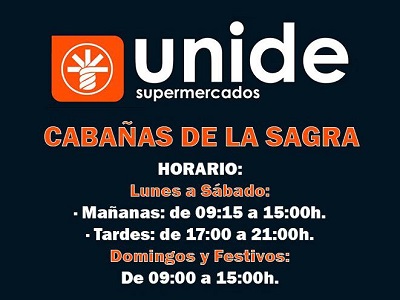 unide
supermercados
CABAÑAS DE LA SAGRA
HORARIO:
Lunes a Sábado:
- Mañanas: de 09:15 a 15:00h.
- Tardes: de 17:00 a 21:00h.
Domingos y Festivos:
De 09:00 a 15:00h.